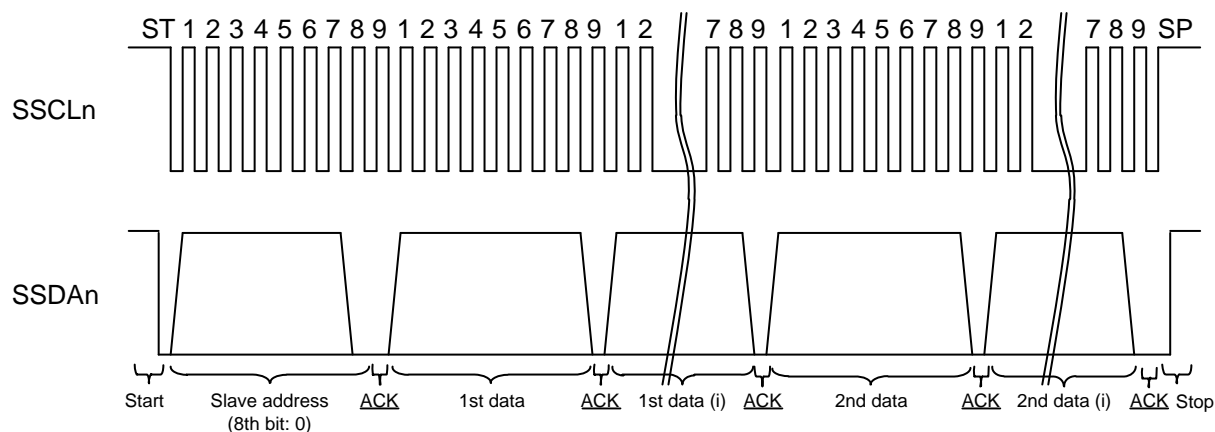 ST 1 2 3 4 5 6 7 8 9 1 2 3 4 5 6 7 8 9 1 2 7 8 9 1 2 3 4 5 6 7 8 9 1 2 7 8 9 SP
SSCLn
SSDAn
Start Slave address ACK 1st data ACK 1st data (i) ACK 2nd data ACK 2nd data (i) ACK Stop
(8th bit: 0)